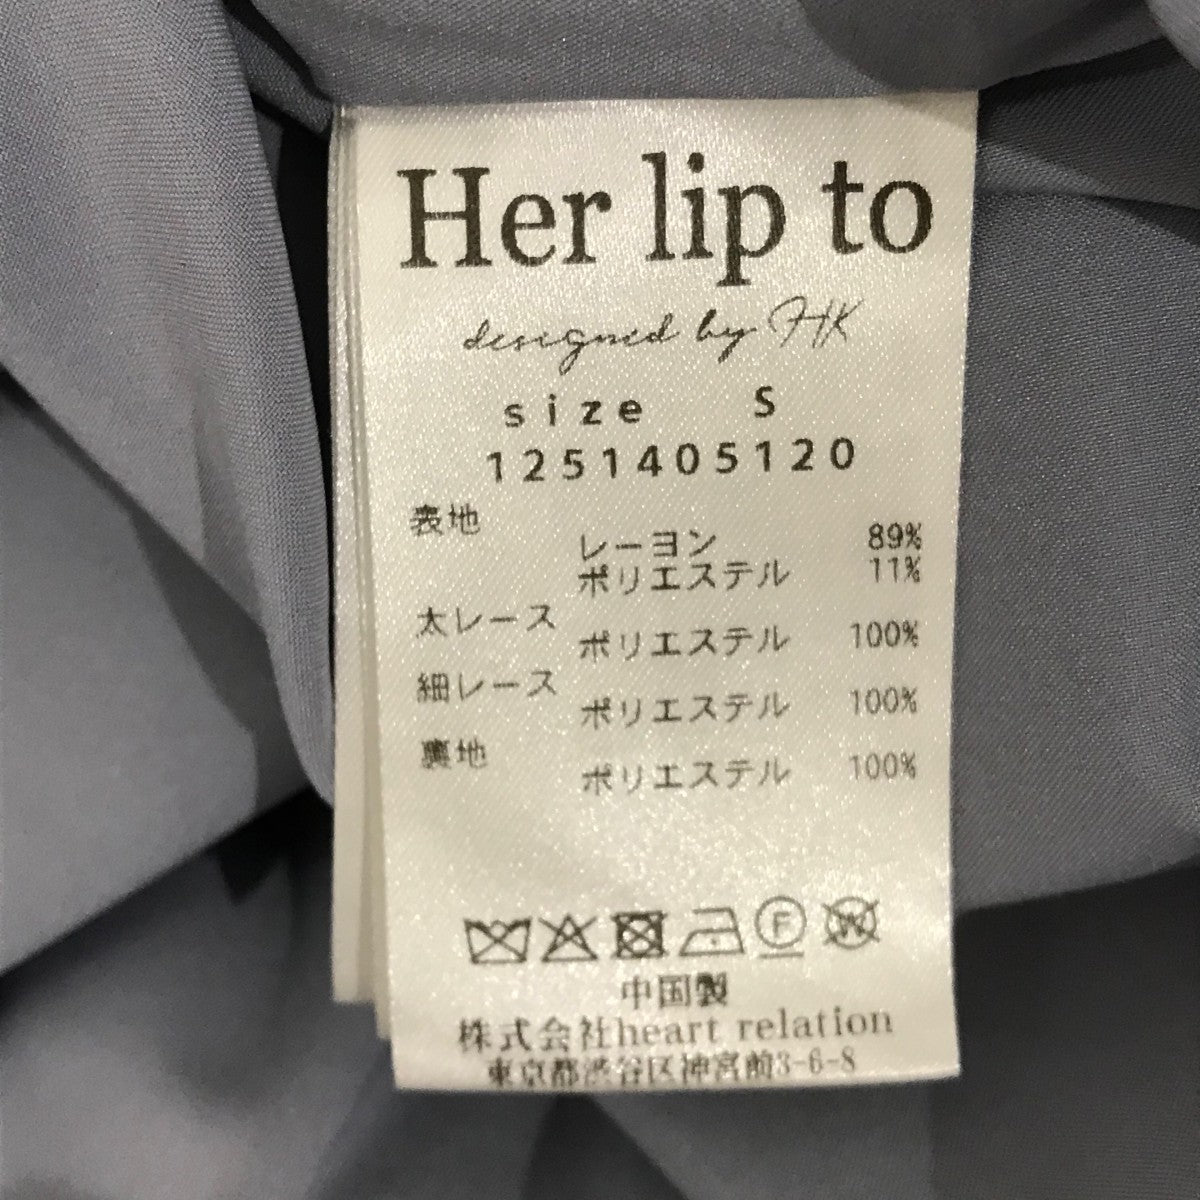 Her lip to
designed by HK
size S
1251405120
表地
レーヨン 89%
ポリエステル 11%
太レース
ポリエステル 100%
細レース
ポリエステル 100%
裏地
ポリエステル 100%
F W
中国製
株式会社heart relation
東京都渋谷区神宮前3-6-8